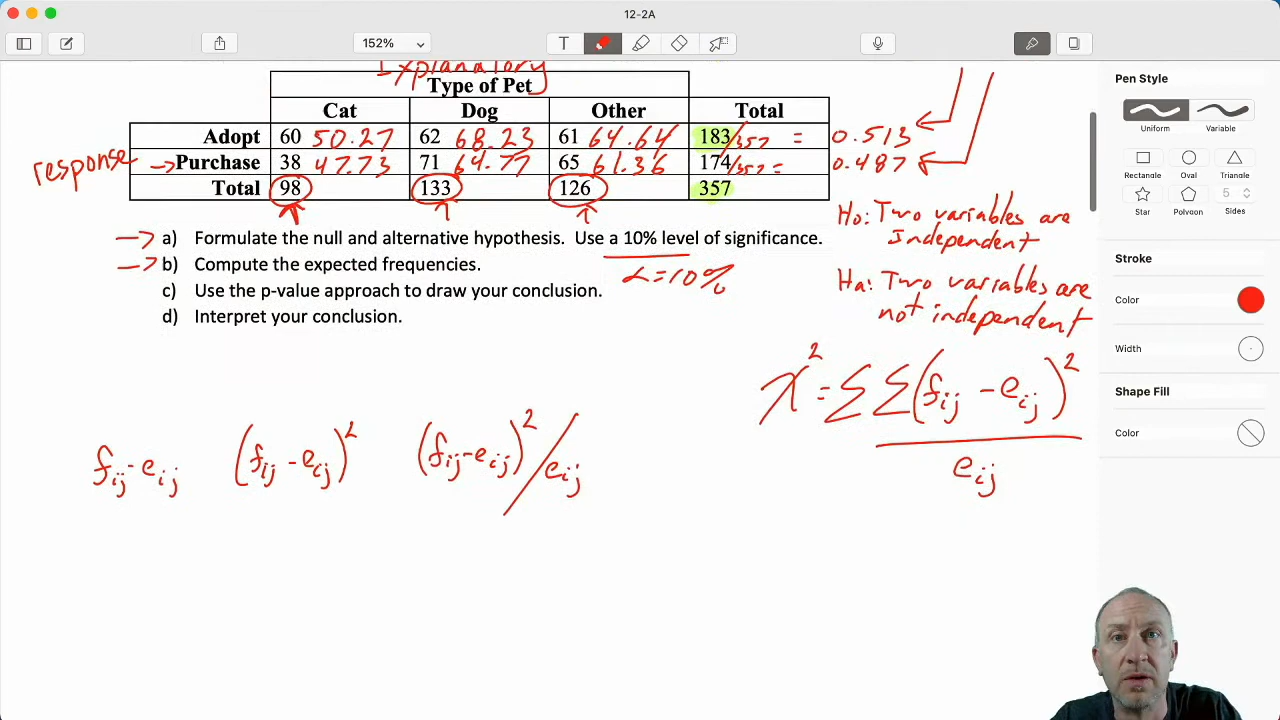 12-2A
152%
T
Explanatory
Type of Pet
Cat Dog Other Total
Adopt 60 50.27 62 68.23 61 64.64 183/357 = 0.513
response → Purchase 38 47.73 71 64.77 65 61.36 174/357 = 0.487
Total 98 133 126 357
Ho: Two variables are
Independent
→ a) Formulate the null and alternative hypothesis. Use a 10% level of significance.
→ b) Compute the expected frequencies.
α = 10%
c) Use the p-value approach to draw your conclusion.
d) Interpret your conclusion.
Ha: Two variables are
not independent
χ² = ΣΣ(fij - eij)²
eij
fij - eij (fij - eij)² (fij - eij)²/eij
Pen Style
Uniform Variable
Rectangle Oval Triangle
Star Polygon 5 Sides
Stroke
Color
Width
Shape Fill
Color